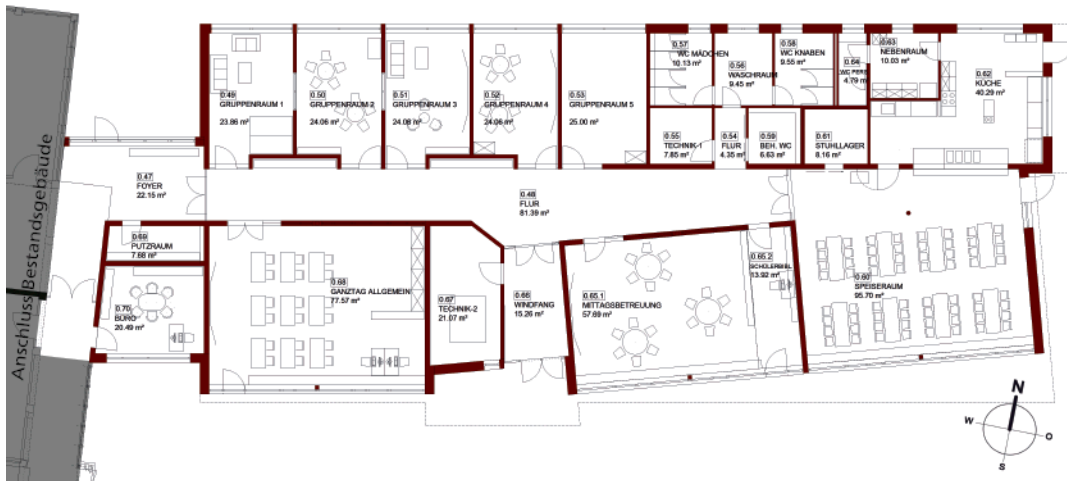 Anschluss Bestandsgebäude
0.49
GRUPPENRAUM 1
23.86 m²
0.50
GRUPPENRAUM 2
24.06 m²
0.51
GRUPPENRAUM 3
24.06 m²
0.52
GRUPPENRAUM 4
24.06 m²
0.53
GRUPPENRAUM 5
25.00 m²
0.57
WC MÄDCHEN
10.13 m²
0.56
WASCHRAUM
9.45 m²
0.58
WC KNABEN
9.55 m²
0.64
WC PERS
4.79 m²
0.63
NEBENRAUM
10.03 m²
0.62
KÜCHE
40.29 m²
0.55
TECHNIK-1
7.85 m²
0.54
FLUR
4.35 m²
0.59
BEH. WC
6.63 m²
0.61
STUHLLAGER
8.16 m²
0.47
FOYER
22.15 m²
0.48
FLUR
81.39 m²
0.69
PUTZRAUM
7.68 m²
0.70
BÜRO
20.49 m²
0.68
GANZTAG ALLGEMEIN
77.57 m²
0.67
TECHNIK-2
21.07 m²
0.66
WINDFANG
15.26 m²
0.65.1
MITTAGSBETREUUNG
57.69 m²
0.65.2
13.92 m²
0.60
SPEISERAUM
95.70 m²
N
W
O
S